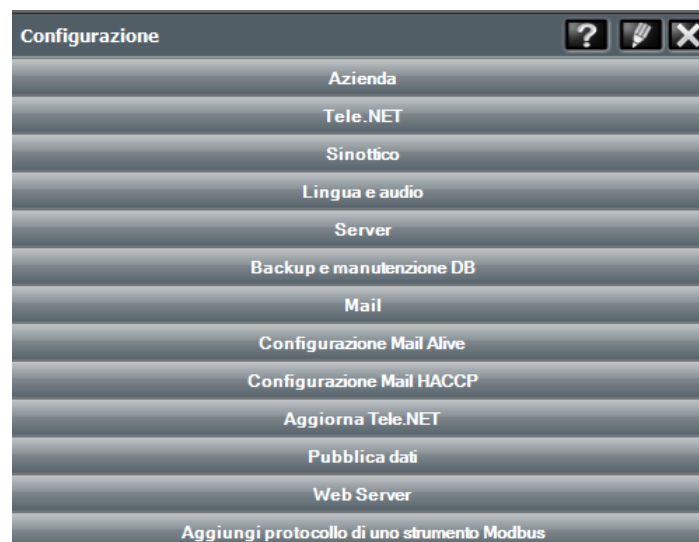 Configurazione
Azienda
Tele.NET
Sinottico
Lingua e audio
Server
Backup e manutenzione DB
Mail
Configurazione Mail Alive
Configurazione Mail HACCP
Aggiorna Tele.NET
Pubblica dati
Web Server
Aggiungi protocollo di uno strumento Modbus